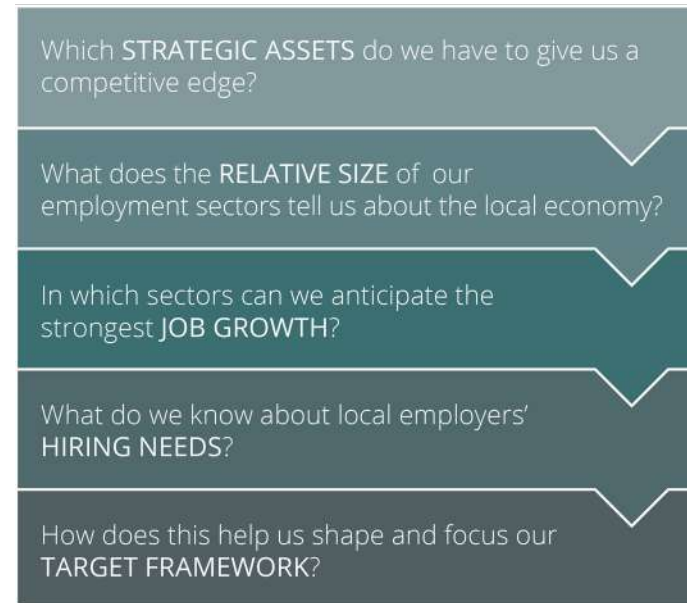 Which STRATEGIC ASSETS do we have to give us a
competitive edge?
What does the RELATIVE SIZE of our
employment sectors tell us about the local economy?
In which sectors can we anticipate the
strongest JOB GROWTH?
What do we know about local employers’
HIRING NEEDS?
How does this help us shape and focus our
TARGET FRAMEWORK?